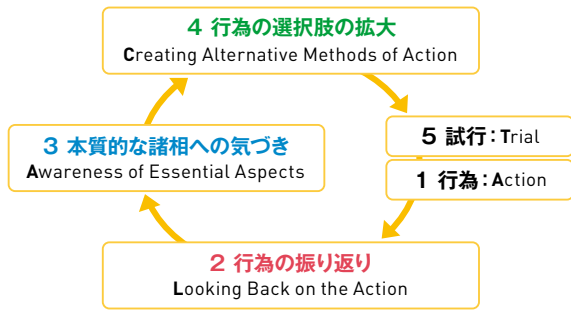 4 行為の選択肢の拡大
Creating Alternative Methods of Action
3 本質的な諸相への気づき
Awareness of Essential Aspects
5 試行：Trial
1 行為：Action
2 行為の振り返り
Looking Back on the Action